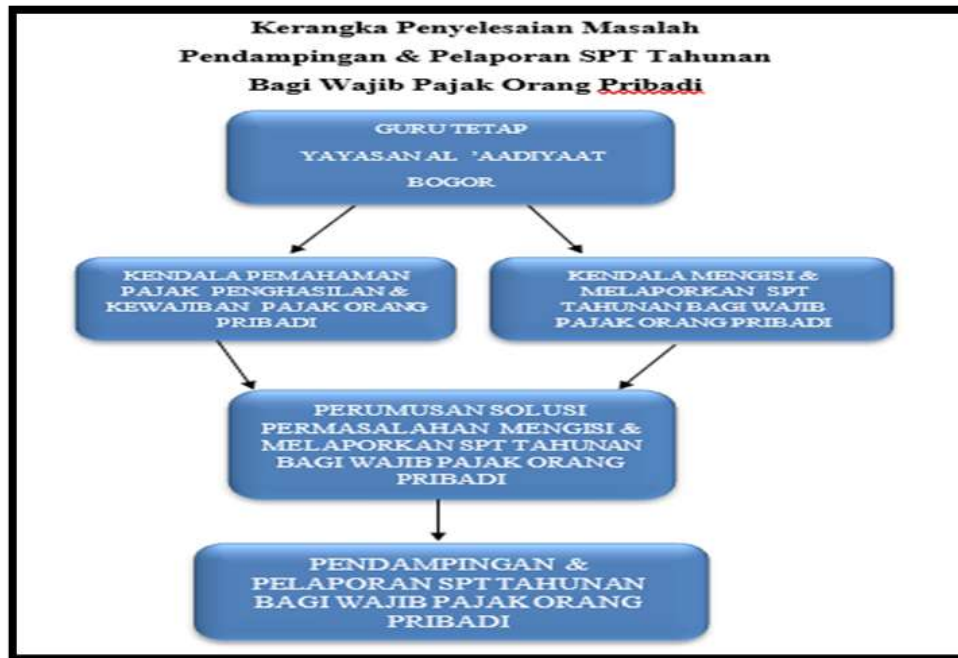 Kerangka Penyelesaian Masalah
Pendampingan & Pelaporan SPT Tahunan
Bagi Wajib Pajak Orang Pribadi
GURU TETAP
YAYASAN AL 'AADIYAAT
BOGOR
KENDALA PEMAHAMAN
PAJAK PENGHASILAN &
KEWAJIBAN PAJAK ORANG
PRIBADI
KENDALA MENGISI &
MELAPORKAN SPT
TAHUNAN BAGI WAJIB
PAJAK ORANG PRIBADI
PERUMUSAN SOLUSI
PERMASALAHAN MENGISI &
MELAPORKAN SPT TAHUNAN
BAGI WAJIB PAJAK ORANG
PRIBADI
PENDAMPINGAN &
PELAPORAN SPT TAHUNAN
BAGI WAJIB PAJAK ORANG
PRIBADI